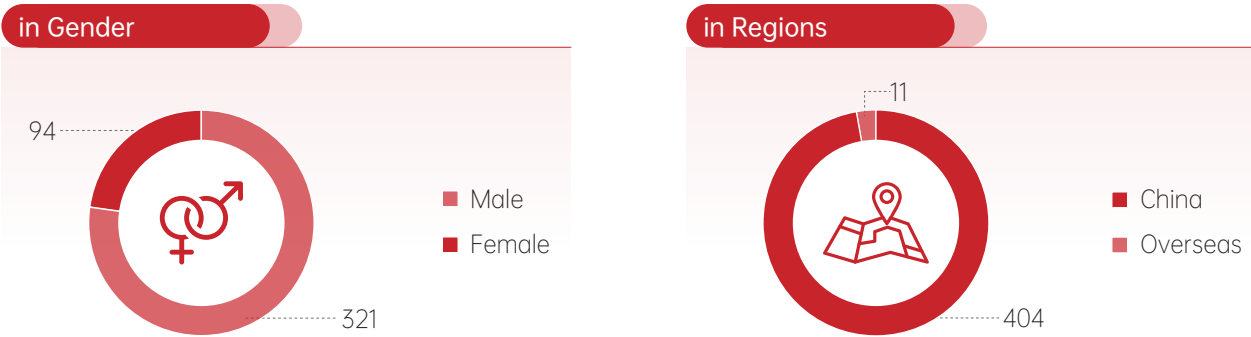 in Gender
94
321
Male
Female
in Regions
11
404
China
Overseas